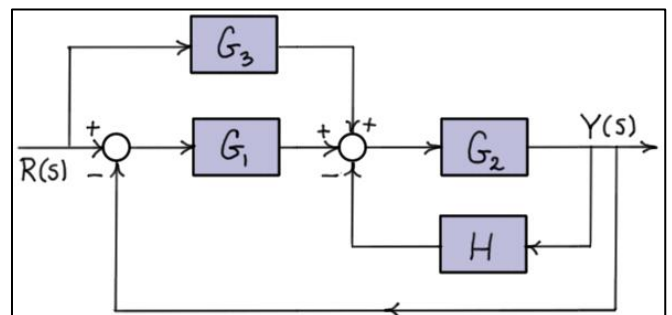 G₃
+ + +
G₁ G₂ Y(s)
R(s) - -
H